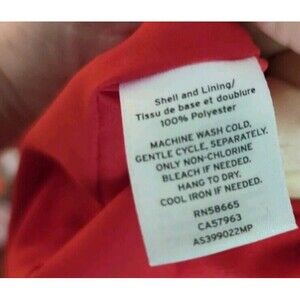 Shell and Lining/
Tissu de base et doublure
100% Polyester
MACHINE WASH COLD,
GENTLE CYCLE, SEPARATELY.
ONLY NON-CHLORINE
BLEACH IF NEEDED.
HANG TO DRY.
COOL IRON IF NEEDED.
RN58665
CA57963
AS399022MP